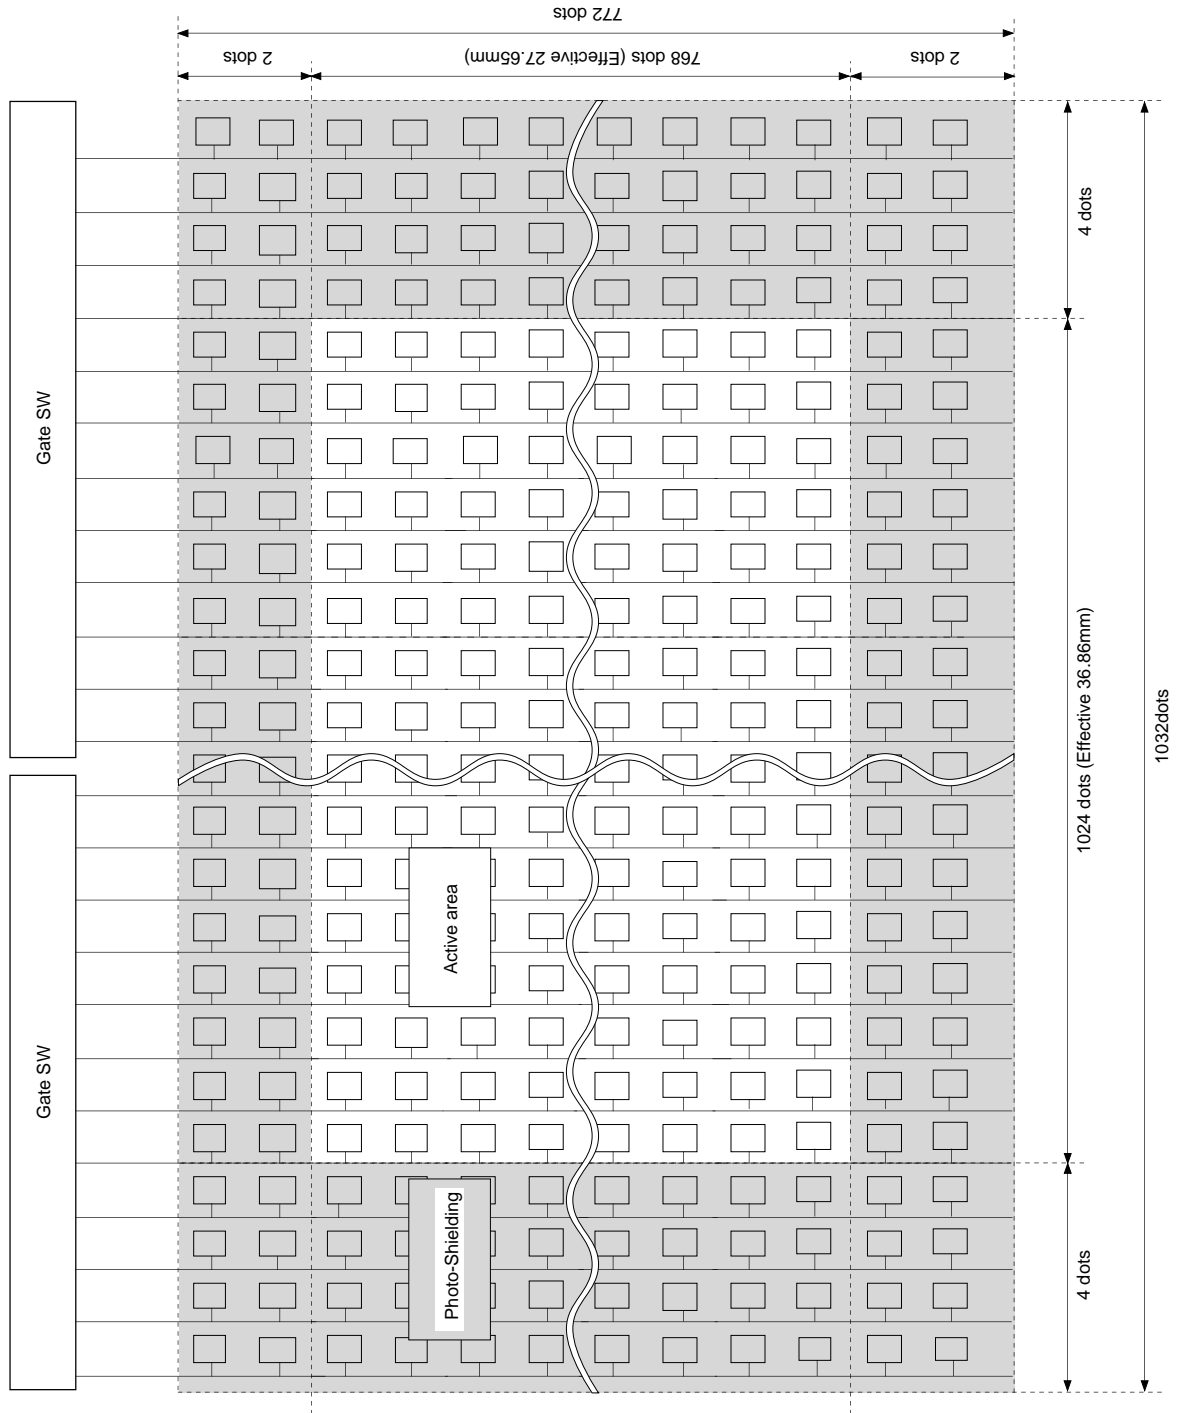 772 dots
2 dots
768 dots (Effective 27.65mm)
2 dots
Gate SW
Gate SW
Active area
Photo-Shielding
4 dots
1024 dots (Effective 36.86mm)
4 dots
1032dots